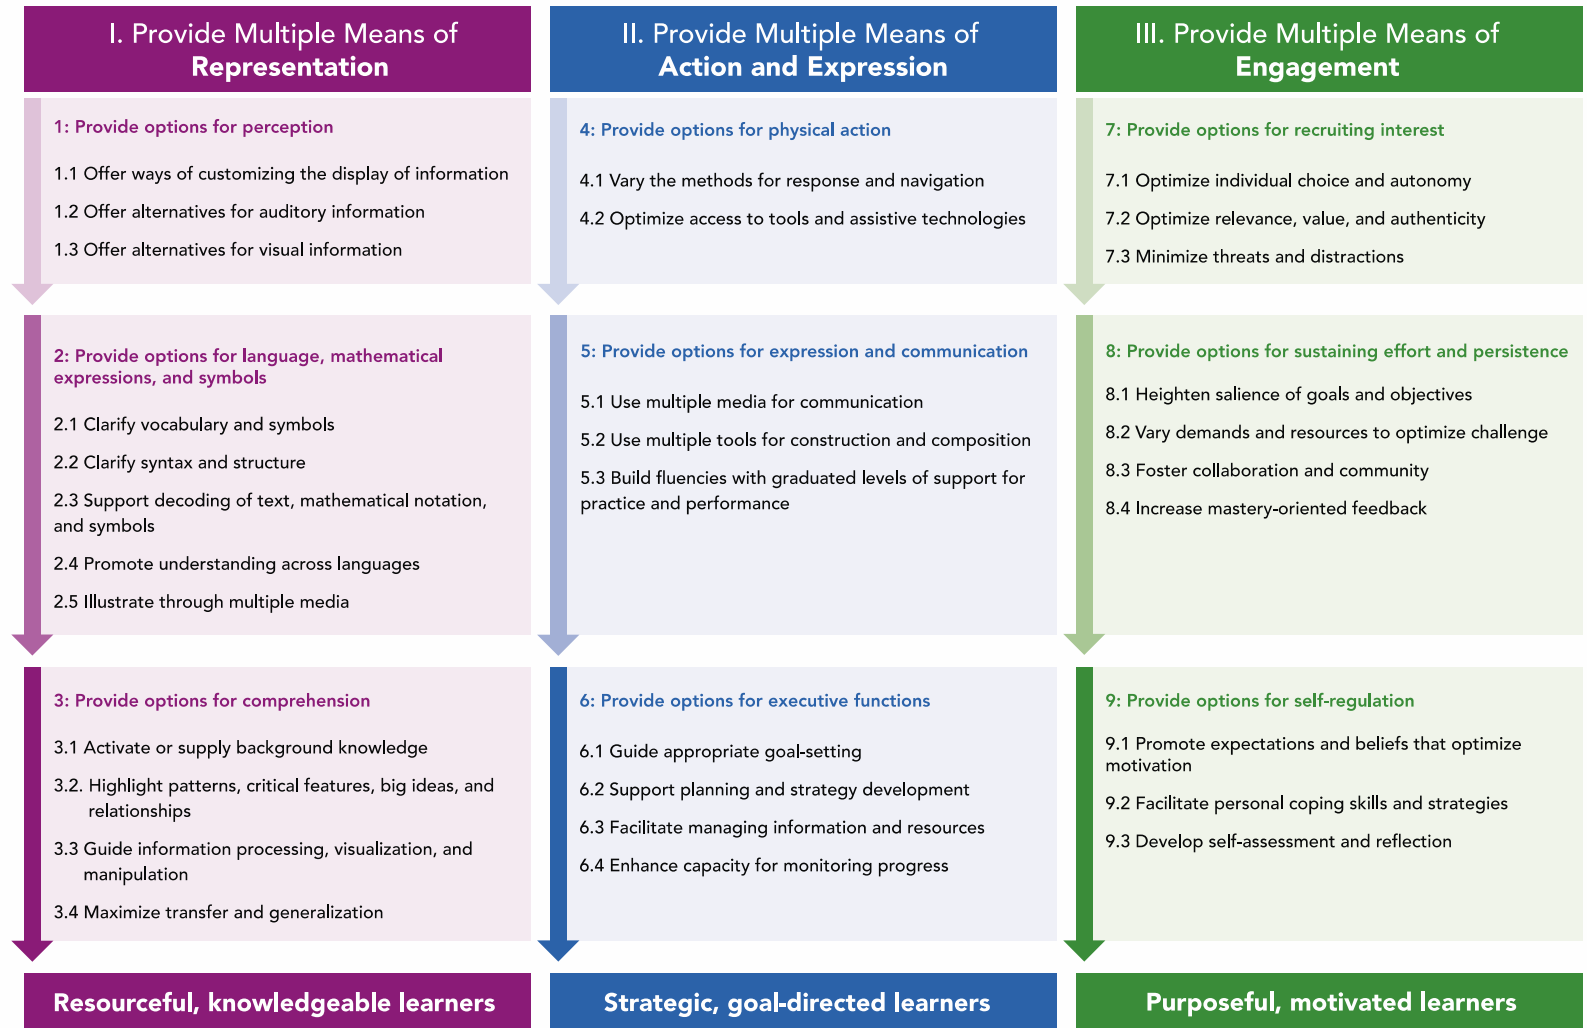 I. Provide Multiple Means of
Representation
1: Provide options for perception
1.1 Offer ways of customizing the display of information
1.2 Offer alternatives for auditory information
1.3 Offer alternatives for visual information
2: Provide options for language, mathematical
expressions, and symbols
2.1 Clarify vocabulary and symbols
2.2 Clarify syntax and structure
2.3 Support decoding of text, mathematical notation,
and symbols
2.4 Promote understanding across languages
2.5 Illustrate through multiple media
3: Provide options for comprehension
3.1 Activate or supply background knowledge
3.2. Highlight patterns, critical features, big ideas, and
relationships
3.3 Guide information processing, visualization, and
manipulation
3.4 Maximize transfer and generalization
Resourceful, knowledgeable learners
II. Provide Multiple Means of
Action and Expression
4: Provide options for physical action
4.1 Vary the methods for response and navigation
4.2 Optimize access to tools and assistive technologies
5: Provide options for expression and communication
5.1 Use multiple media for communication
5.2 Use multiple tools for construction and composition
5.3 Build fluencies with graduated levels of support for
practice and performance
6: Provide options for executive functions
6.1 Guide appropriate goal-setting
6.2 Support planning and strategy development
6.3 Facilitate managing information and resources
6.4 Enhance capacity for monitoring progress
Strategic, goal-directed learners
III. Provide Multiple Means of
Engagement
7: Provide options for recruiting interest
7.1 Optimize individual choice and autonomy
7.2 Optimize relevance, value, and authenticity
7.3 Minimize threats and distractions
8: Provide options for sustaining effort and persistence
8.1 Heighten salience of goals and objectives
8.2 Vary demands and resources to optimize challenge
8.3 Foster collaboration and community
8.4 Increase mastery-oriented feedback
9: Provide options for self-regulation
9.1 Promote expectations and beliefs that optimize
motivation
9.2 Facilitate personal coping skills and strategies
9.3 Develop self-assessment and reflection
Purposeful, motivated learners